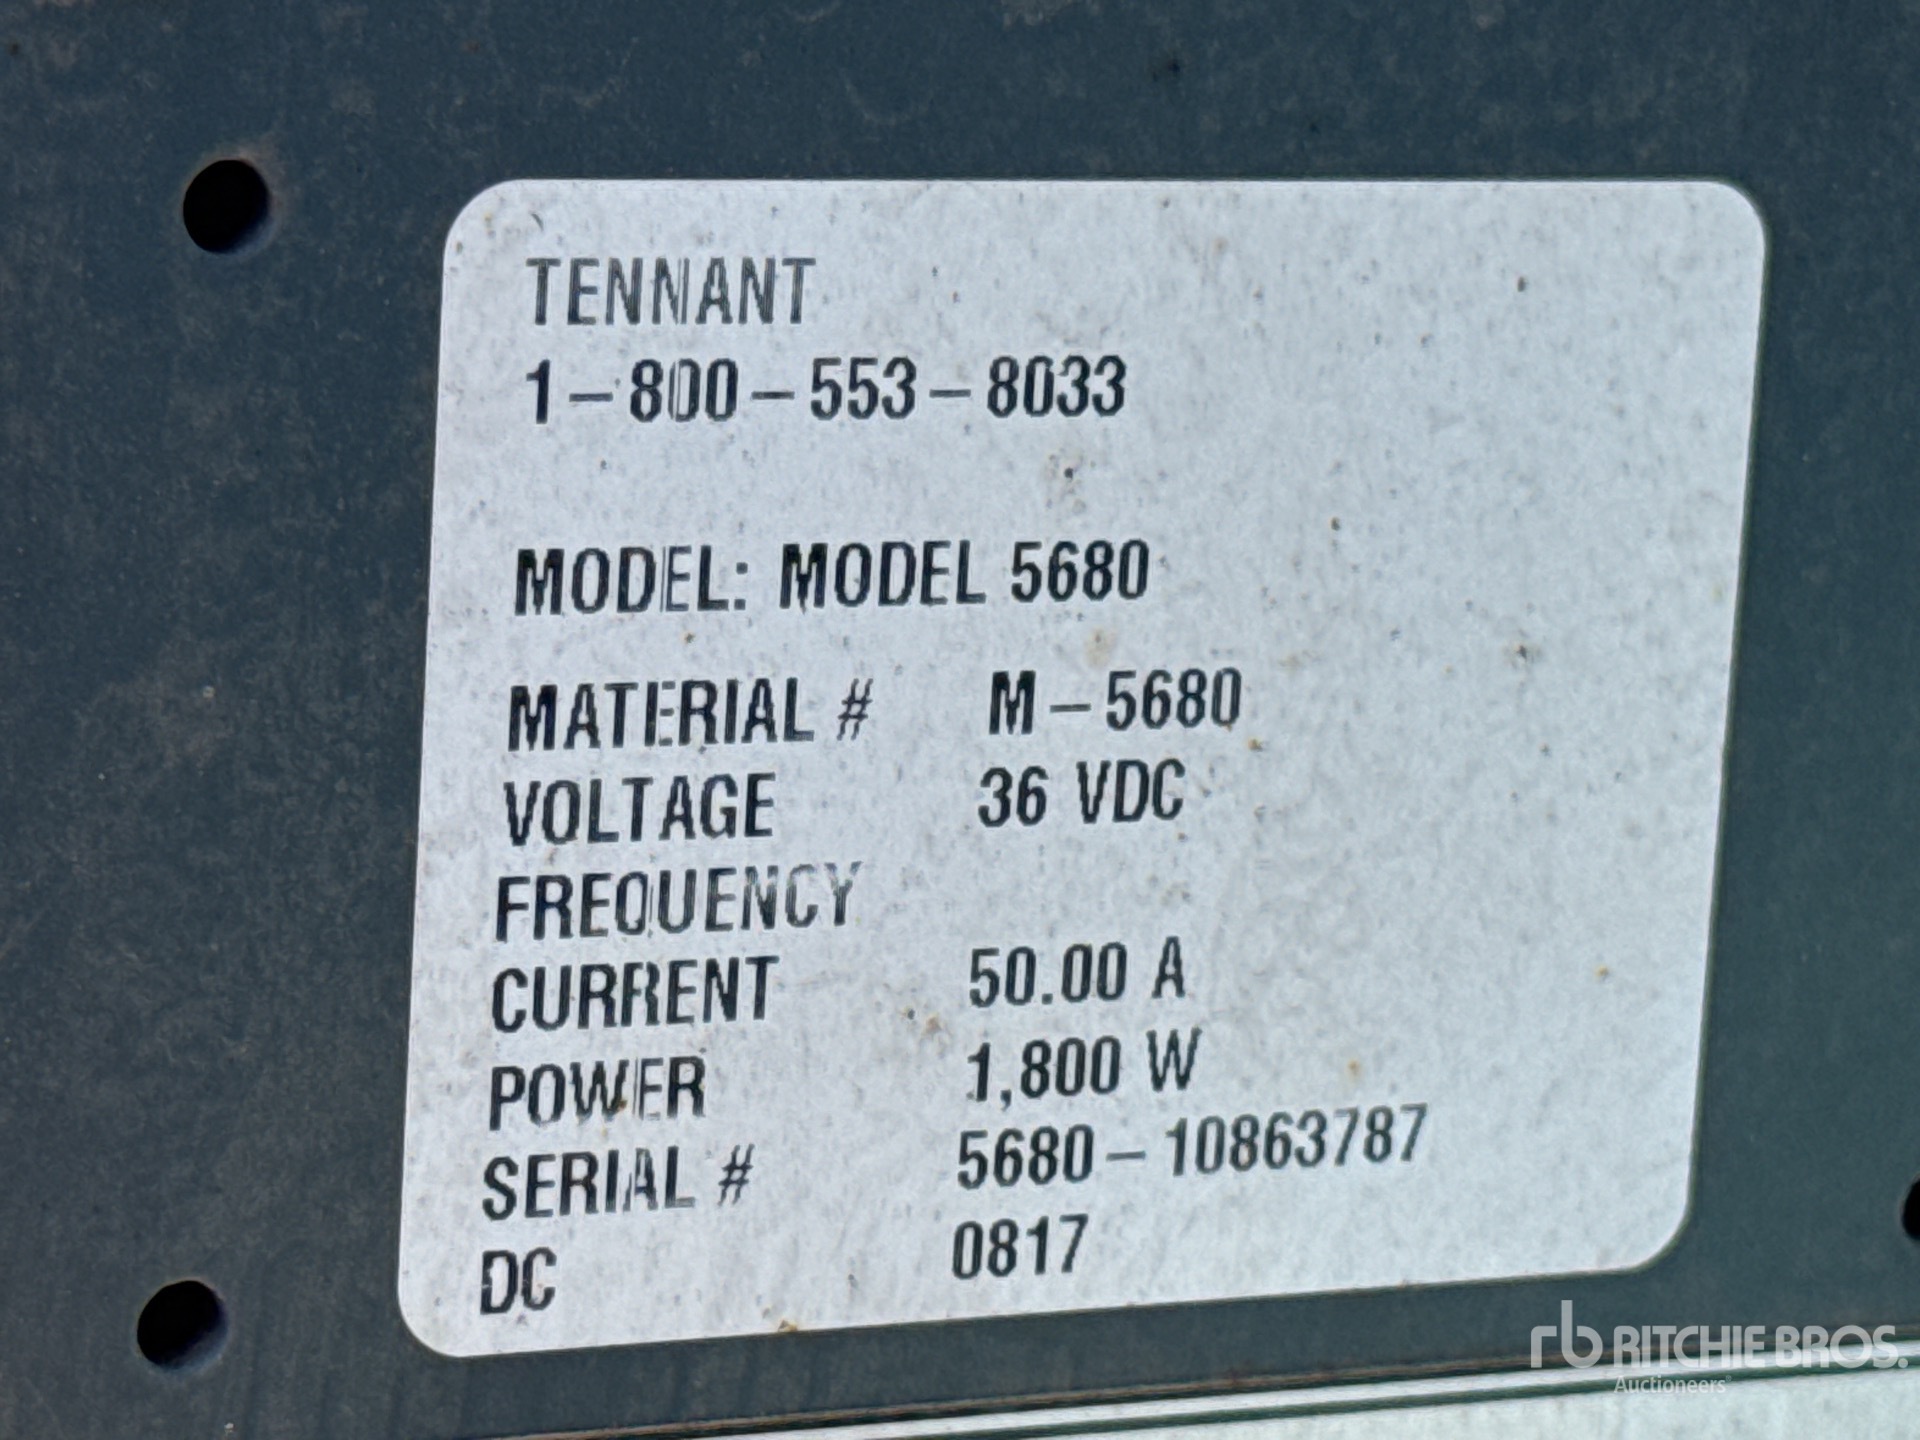 TENNANT
1-800-553-8033
MODEL: MODEL 5680
MATERIAL # M-5680
VOLTAGE 36 VDC
FREQUENCY
CURRENT 50.00 A
POWER 1,800 W
SERIAL # 5680-10863787
DC 0817
rb RITCHIE BROS.
Auctioneers